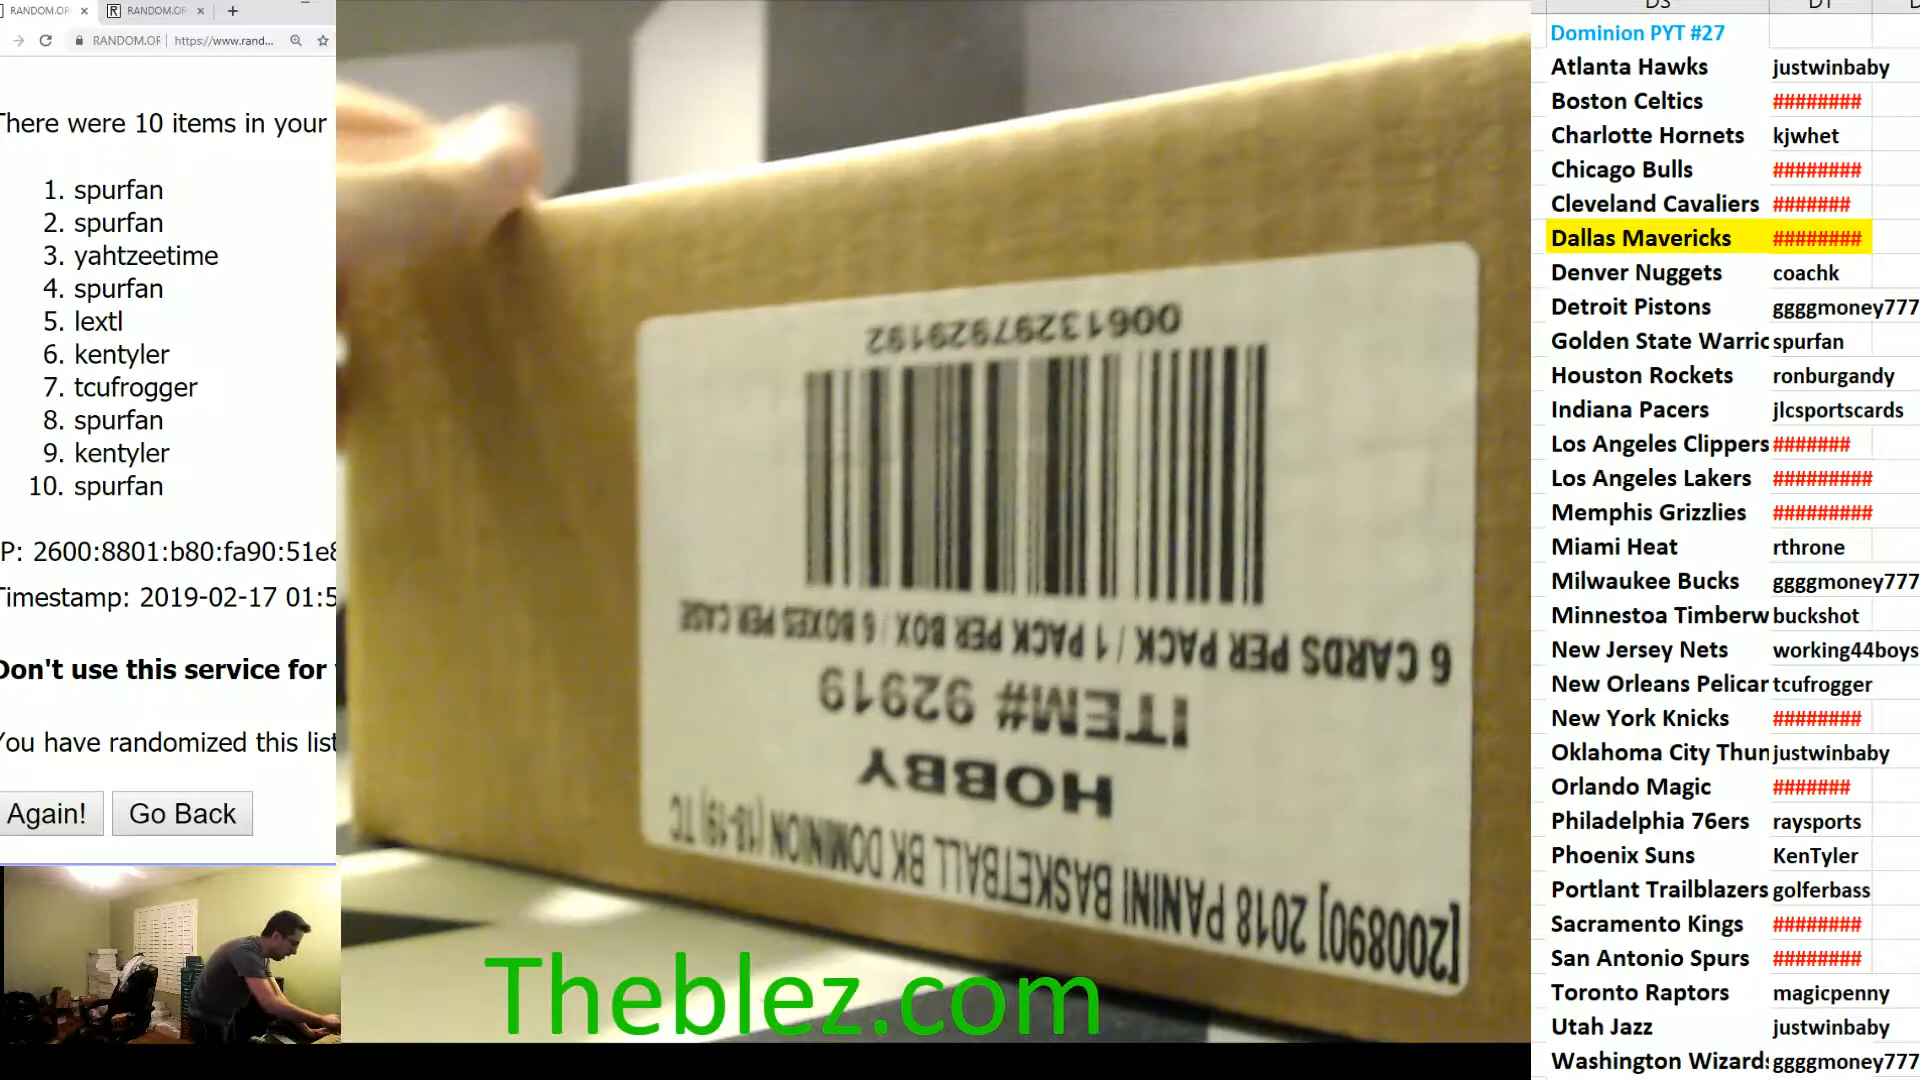 RANDOM.OR
RANDOM.OR
RANDOM.OR
https://www.rand...
There were 10 items in your
1. spurfan
2. spurfan
3. yahtzeetime
4. spurfan
5. lextl
6. kentyler
7. tcufrogger
8. spurfan
9. kentyler
10. spurfan
P: 2600:8801:b80:fa90:51e8
Timestamp: 2019-02-17 01:5
Don't use this service for
You have randomized this list
Again!
Go Back
00613297929192
6 CARDS PER PACK / 1 PACK PER BOX / 6 BOXES PER CASE
ITEM# 92919
HOBBY
[200890] 2018 PANINI BASKETBALL BK DOMINION (18-19) TC
Theblez.com
DS DT
Dominion PYT #27
Atlanta Hawks justwinbaby
Boston Celtics ########
Charlotte Hornets kjwhet
Chicago Bulls ########
Cleveland Cavaliers #######
Dallas Mavericks ########
Denver Nuggets coachk
Detroit Pistons ggggmoney777
Golden State Warric spurfan
Houston Rockets ronburgandy
Indiana Pacers jlcsportscards
Los Angeles Clippers #######
Los Angeles Lakers #########
Memphis Grizzlies #########
Miami Heat rthrone
Milwaukee Bucks ggggmoney777
Minnestoa Timberw buckshot
New Jersey Nets working44boys
New Orleans Pelicar tcufrogger
New York Knicks ########
Oklahoma City Thun justwinbaby
Orlando Magic #######
Philadelphia 76ers raysports
Phoenix Suns KenTyler
Portlant Trailblazers golferbass
Sacramento Kings ########
San Antonio Spurs ########
Toronto Raptors magicpenny
Utah Jazz justwinbaby
Washington Wizards ggggmoney777